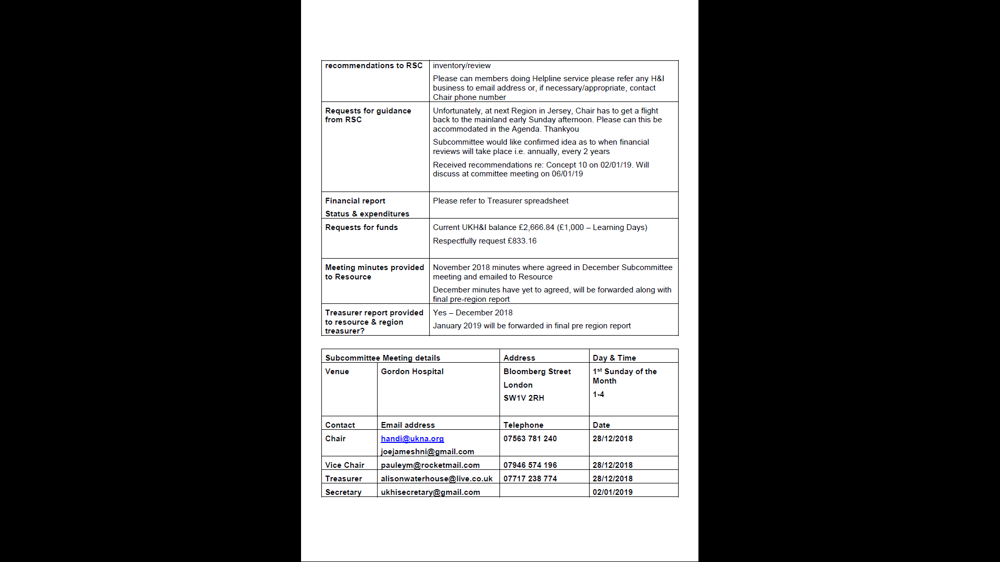 recommendations to RSC
inventory/review
Please can members doing Helpline service please refer any H&I
business to email address or, if necessary/appropriate, contact
Chair phone number
Requests for guidance
from RSC
Unfortunately, at next Region in Jersey, Chair has to get a flight
back to the mainland early Sunday afternoon. Please can this be
accommodated in the Agenda. Thankyou
Subcommittee would like confirmed idea as to when financial
reviews will take place i.e. annually, every 2 years
Received recommendations re: Concept 10 on 02/01/19. Will
discuss at committee meeting on 06/01/19
Financial report
Status & expenditures
Please refer to Treasurer spreadsheet
Requests for funds
Current UKH&I balance £2,666.84 (£1,000 – Learning Days)
Respectfully request £833.16
Meeting minutes provided
to Resource
November 2018 minutes where agreed in December Subcommittee
meeting and emailed to Resource
December minutes have yet to agreed, will be forwarded along with
final pre-region report
Treasurer report provided
to resource & region
treasurer?
Yes – December 2018
January 2019 will be forwarded in final pre region report
Subcommittee Meeting details
Address
Day & Time
Venue
Gordon Hospital
Bloomberg Street
London
SW1V 2RH
1st Sunday of the
Month
1-4
Contact
Email address
Telephone
Date
Chair
handi@ukna.org
joejameshni@gmail.com
07563 781 240
28/12/2018
Vice Chair
pauleym@rocketmail.com
07946 574 196
28/12/2018
Treasurer
alisonwaterhouse@live.co.uk
07717 238 774
28/12/2018
Secretary
ukhisecretary@gmail.com
02/01/2019